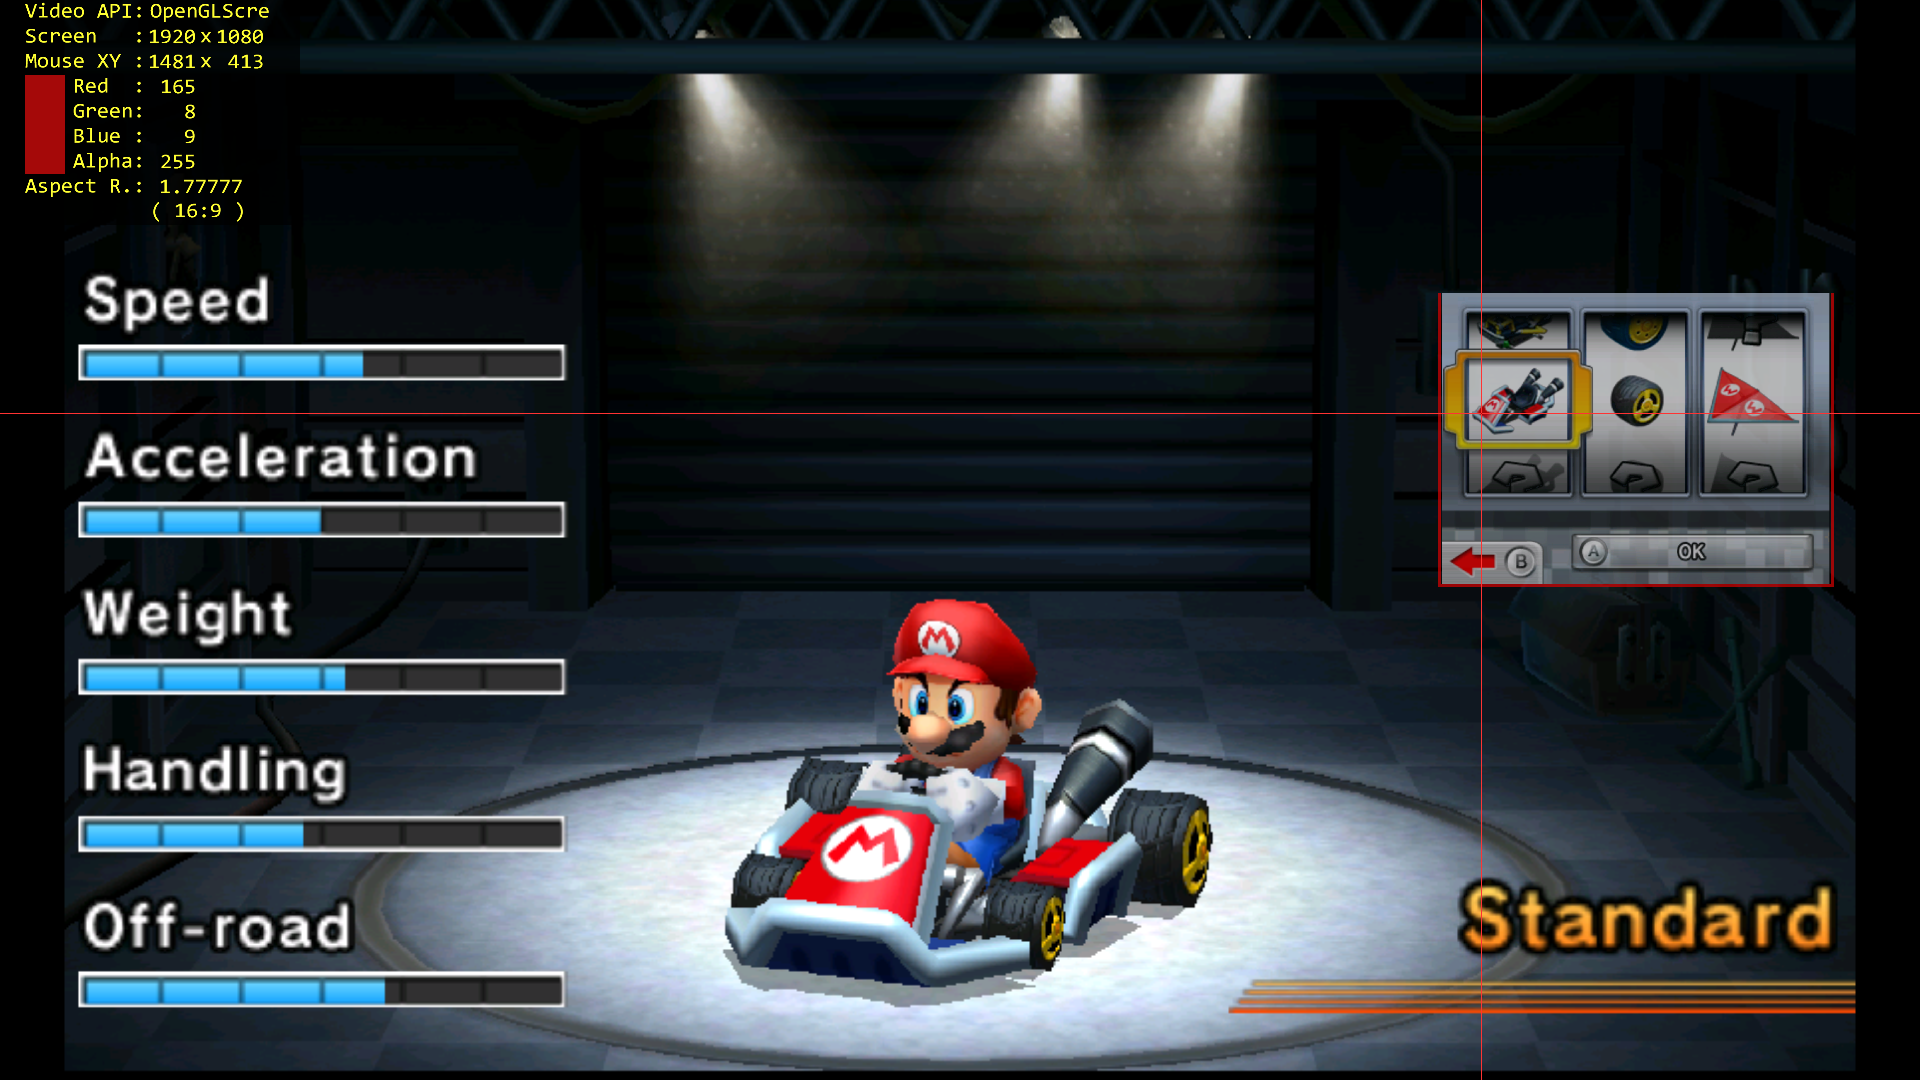 Video API: OpenGLScre
Screen : 1920 x 1080
Mouse XY : 1481 x 413
Red : 165
Green: 8
Blue : 9
Alpha: 255
Aspect R.: 1.77777
( 16:9 )
Speed
Acceleration
Weight
Handling
Off-road
B
A OK
M
M
Standard